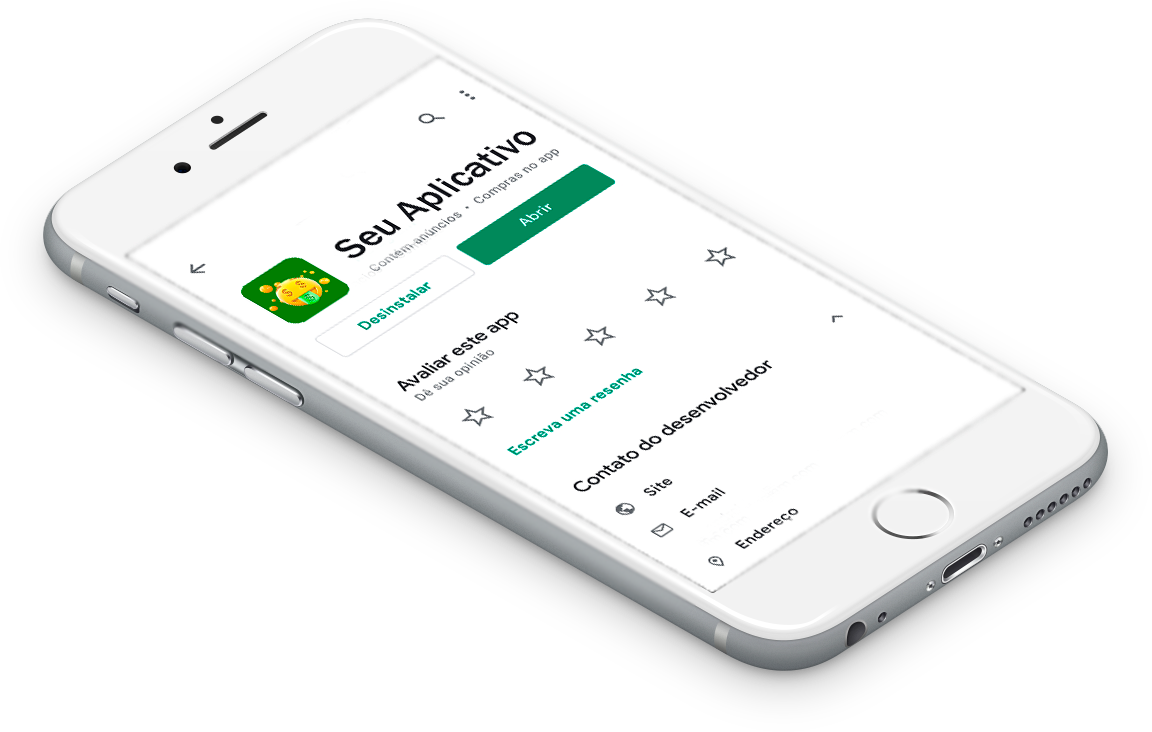 Seu Aplicativo
Contém anúncios • Compras no app
Desinstalar
Abrir
Avaliar este app
Dê sua opinião
Escreva uma resenha
Contato do desenvolvedor
Site
E-mail
Endereço